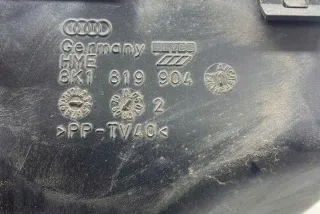 Germany
HME
8K1 819 904
2
>PP-TV40<